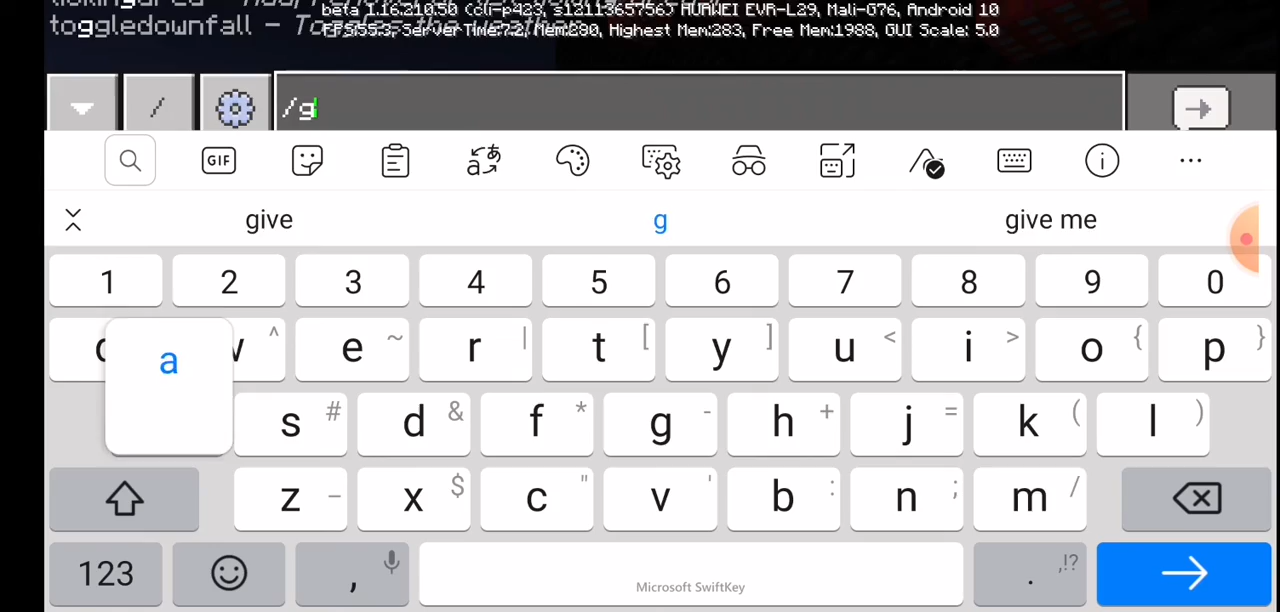 beta 1.16.210.50 (cli-p423, s1211365756) HUAWEI EVR-L29, Mali-G76, Android 10
toggledownfall - Toggles the weather.
FPS:55.3, ServerTime:7.2, Mem:280, Highest Mem:283, Free Mem:1988, GUI Scale: 5.0
/ /g
GIF
give g give me
1 2 3 4 5 6 7 8 9 0
^ e ~ r | t [ y ] u < i > o { p }
a
s # d & f * g - h + j = k ( l )
z – x $ c " v ' b : n ; m /
123 , Microsoft SwiftKey . ,!?